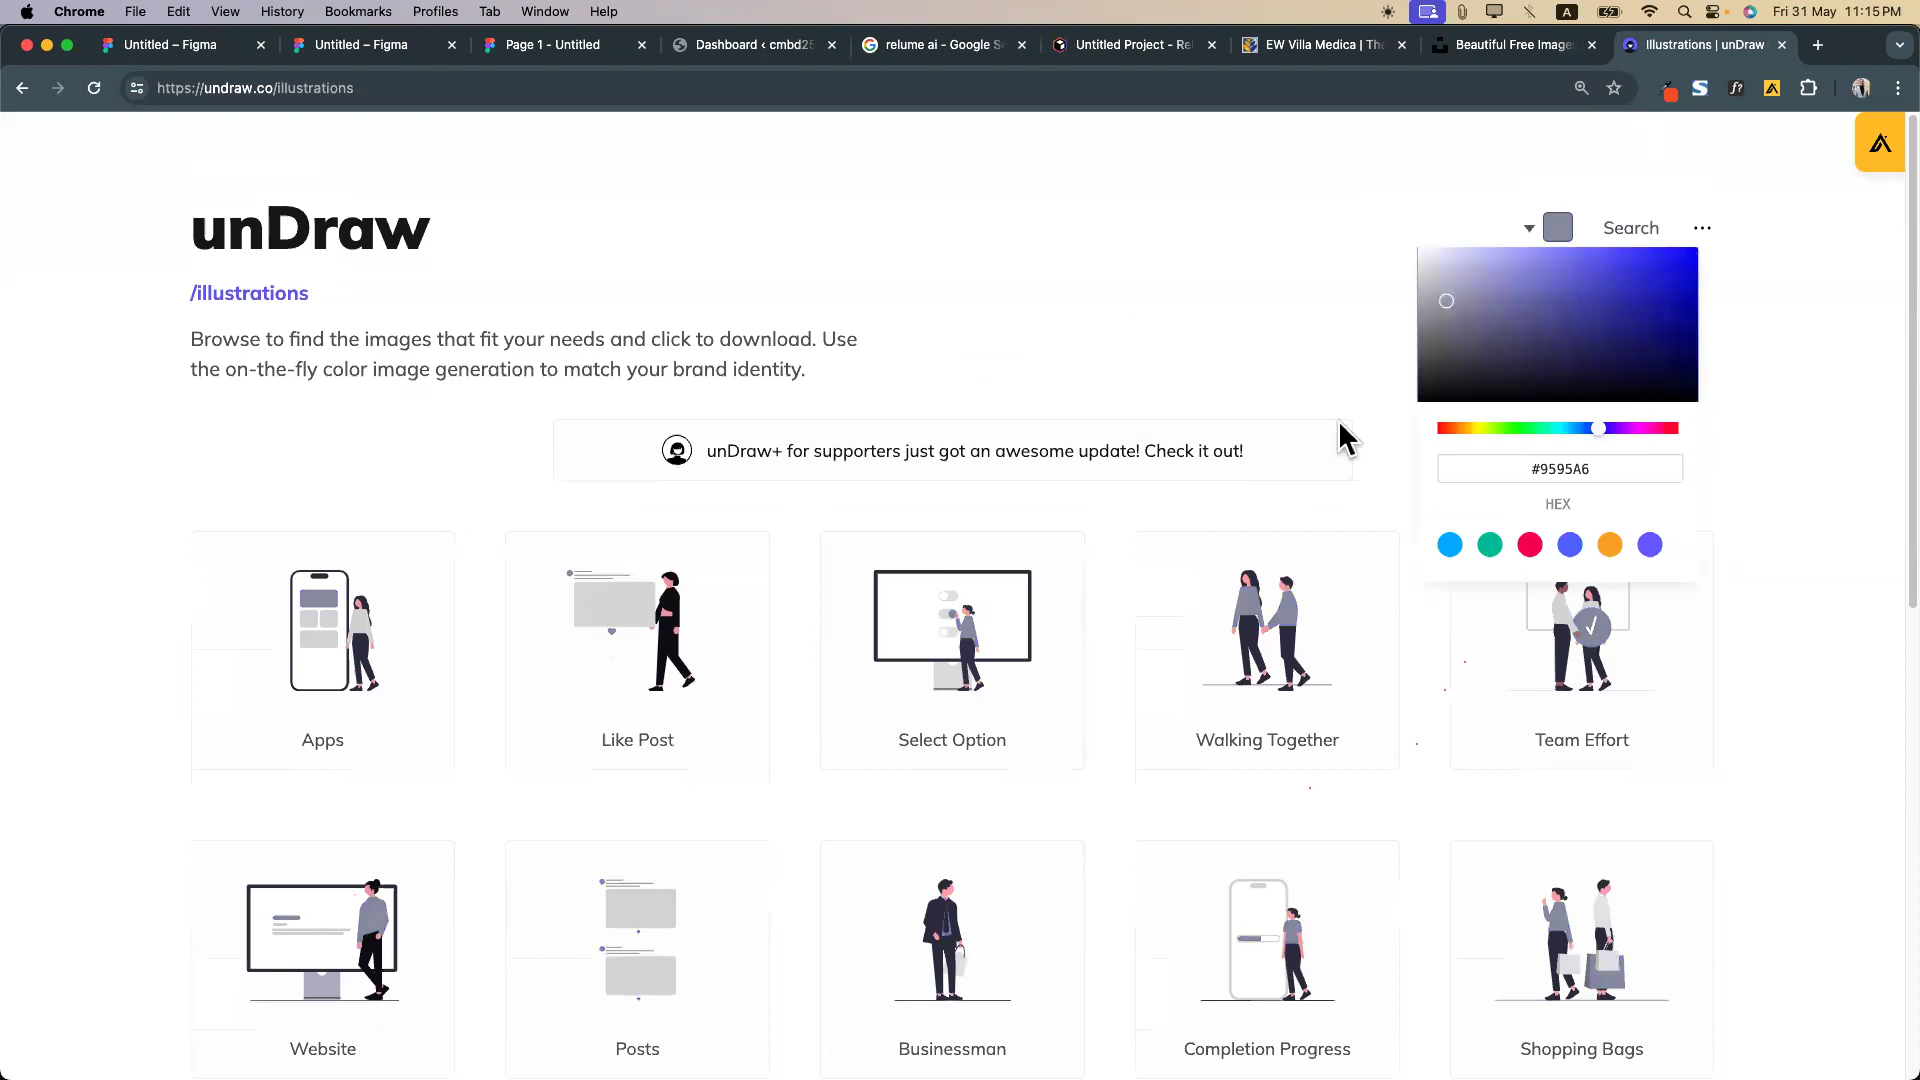 Chrome File Edit View History Bookmarks Profiles Tab Window Help A Fri 31 May 11:15 PM
Untitled – Figma Untitled – Figma Page 1 - Untitled Dashboard ‹ cmbd25 relume ai - Google Se Untitled Project - Rel EW Villa Medica | The Beautiful Free Image Illustrations | unDraw
https://undraw.co/illustrations
unDraw
Search
/illustrations
Browse to find the images that fit your needs and click to download. Use
the on-the-fly color image generation to match your brand identity.
unDraw+ for supporters just got an awesome update! Check it out!
#9595A6
HEX
Apps Like Post Select Option Walking Together Team Effort
Website Posts Businessman Completion Progress Shopping Bags